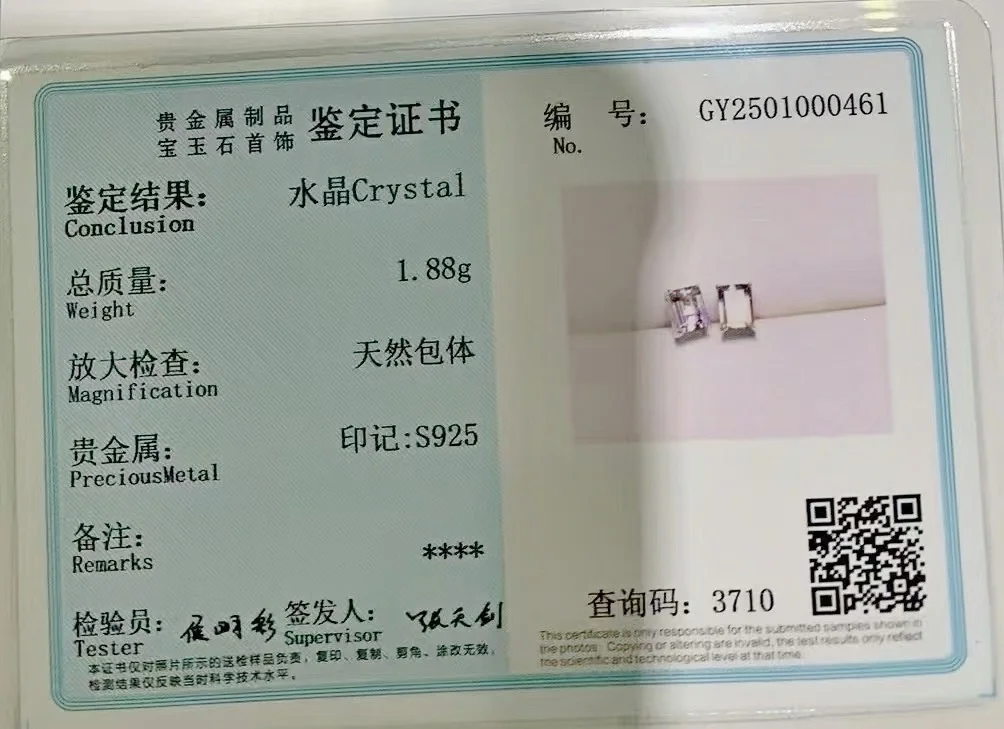 贵金属制品
宝玉石首饰
鉴定证书
鉴定结果：
水晶Crystal
Conclusion
总质量：
1.88g
Weight
放大检查：
天然包体
Magnification
贵金属：
印记:S925
PreciousMetal
备注：
****
Remarks
检验员：
签发人：
张天剑
Tester
Supervisor
本证书仅对照片所示的送检样品负责，复印、复制、剪角、涂改无效，
检测结果仅反映当时科学技术水平。
编 号：
GY2501000461
No.
查询码：3710
This certificate is only responsible for the submitted samples shown in
the photos. Copying or altering are invalid, the test results only reflect
the scientific and technological level at that time.